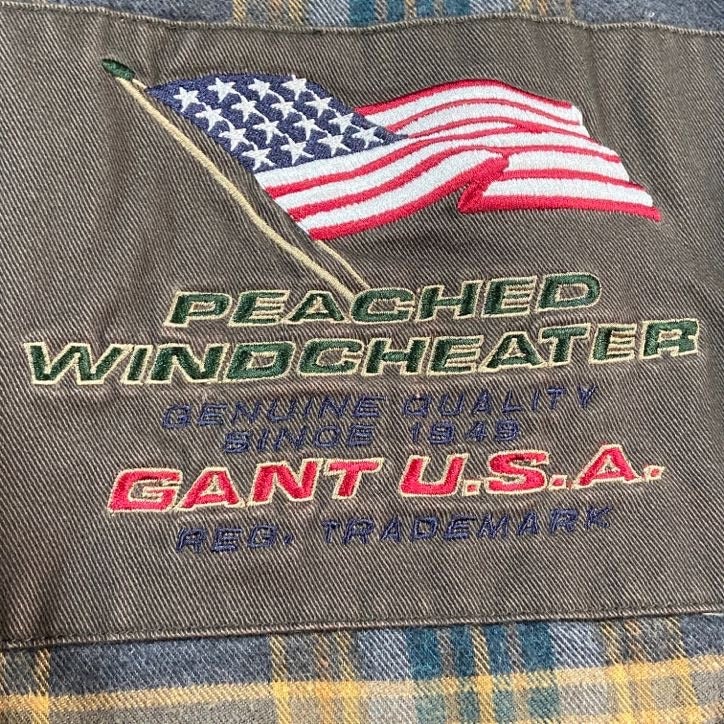 PEACHED
WINDCHEATER
GENUINE QUALITY
SINCE 1949
GANT U.S.A.
REG. TRADEMARK